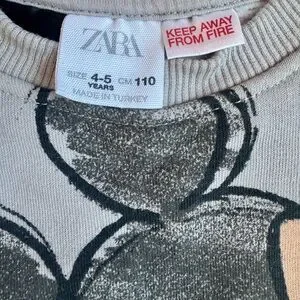 ZARA
SIZE 4-5 CM 110
YEARS
MADE IN TURKEY
KEEP AWAY
FROM FIRE